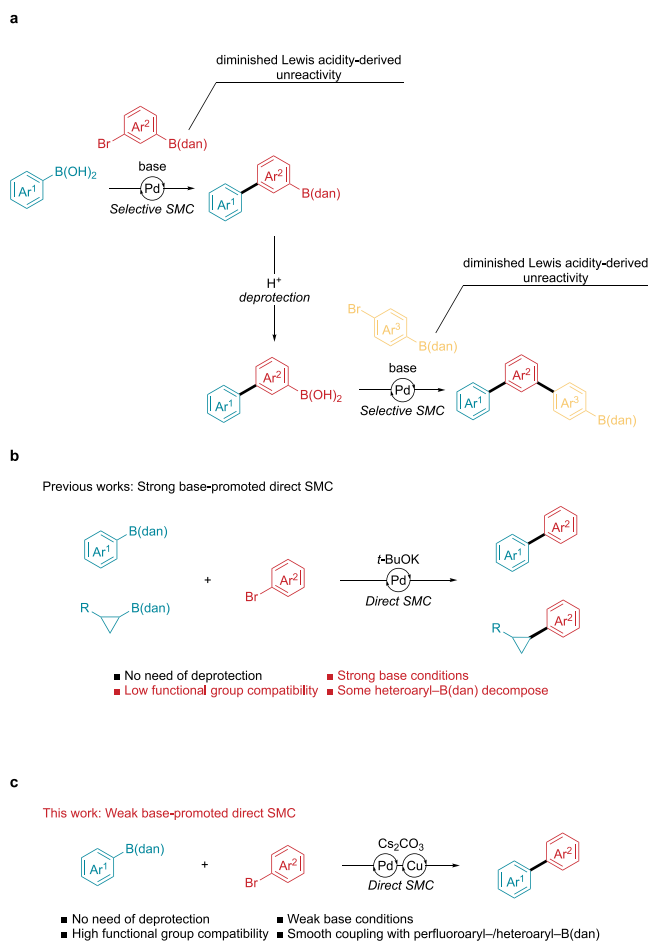 a
diminished Lewis acidity-derived
unreactivity
Br
Ar2
B(dan)
B(OH)2
Ar1
base
Pd
Selective SMC
Ar2
Ar1
B(dan)
H+
deprotection
diminished Lewis acidity-derived
unreactivity
Br
Ar3
B(dan)
Ar2
Ar1
B(OH)2
base
Pd
Selective SMC
Ar2
Ar1
Ar3
B(dan)
b
Previous works: Strong base-promoted direct SMC
B(dan)
Ar1
R
B(dan)
+
Ar2
Br
t-BuOK
Pd
Direct SMC
Ar2
Ar1
R
Ar2
■ No need of deprotection ■ Strong base conditions
■ Low functional group compatibility ■ Some heteroaryl–B(dan) decompose
c
This work: Weak base-promoted direct SMC
B(dan)
Ar1
+
Ar2
Br
Cs2CO3
Pd Cu
Direct SMC
Ar2
Ar1
■ No need of deprotection ■ Weak base conditions
■ High functional group compatibility ■ Smooth coupling with perfluoroaryl–/heteroaryl–B(dan)